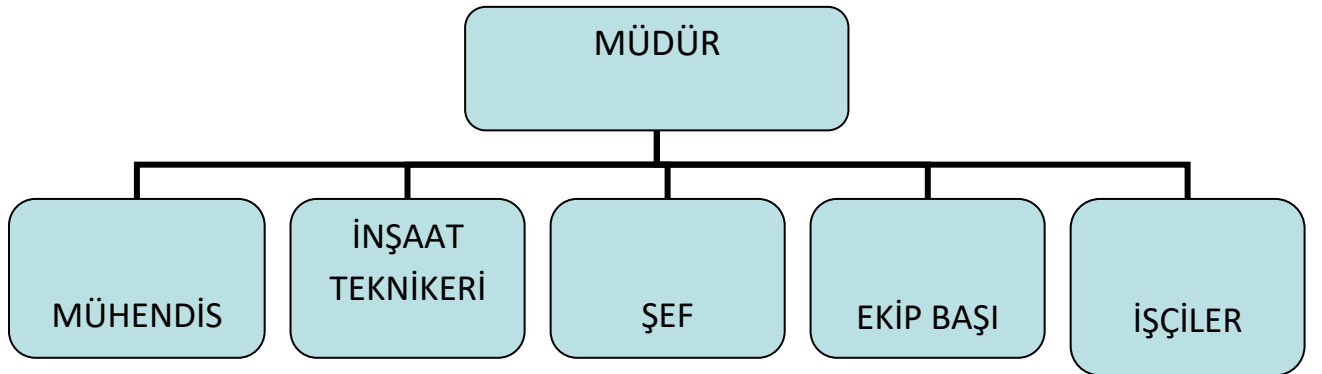 MÜDÜR
MÜHENDİS
İNŞAAT
TEKNİKERİ
ŞEF
EKİP BAŞI
İŞÇİLER